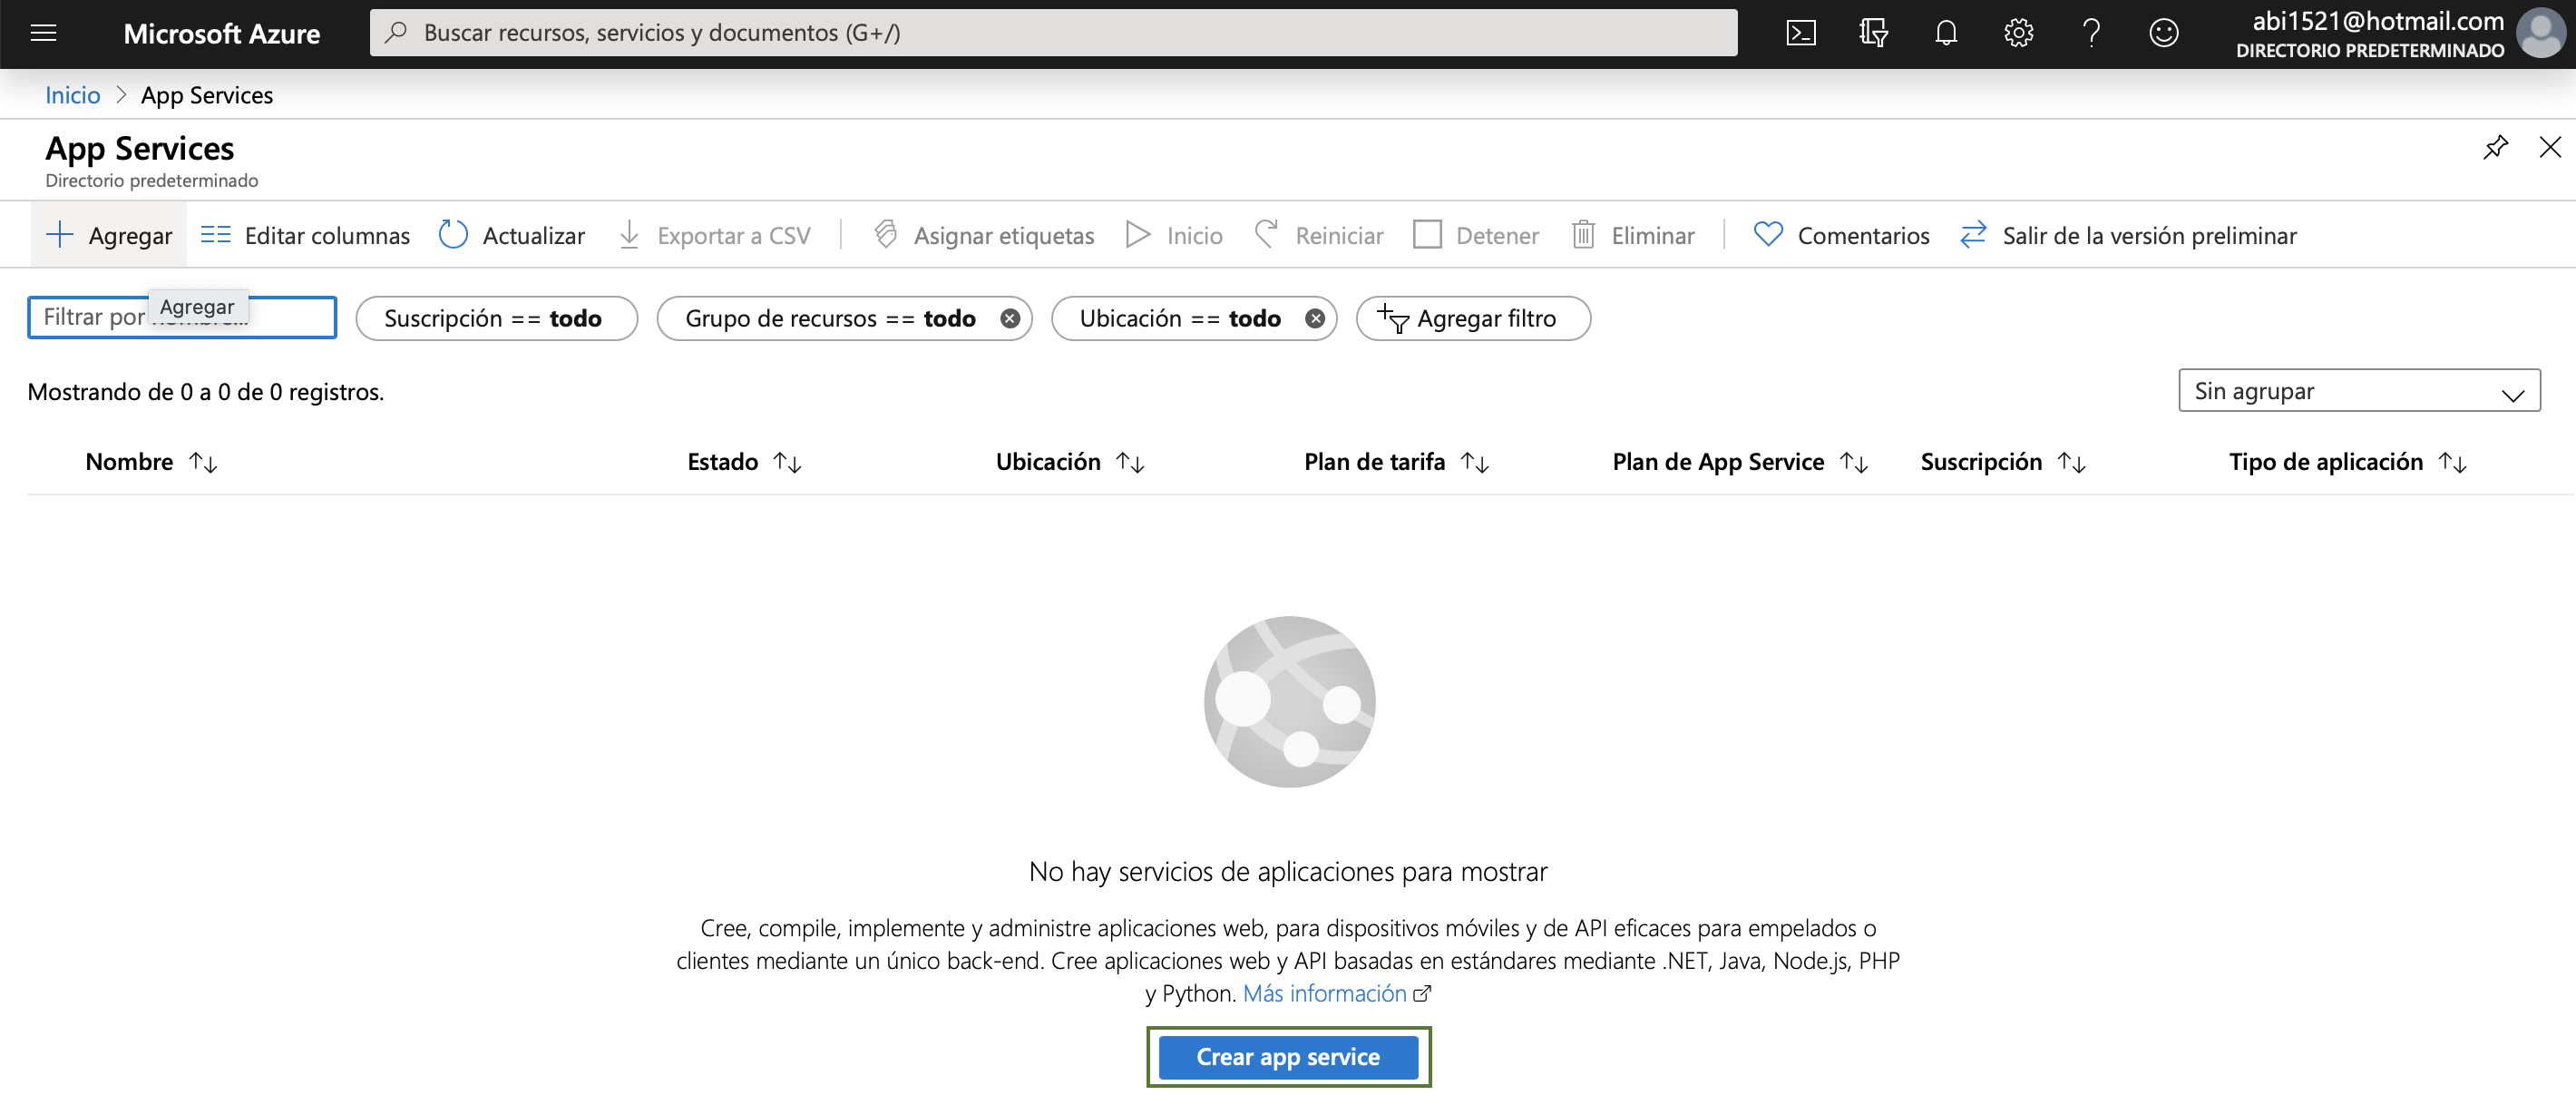 Microsoft Azure
Buscar recursos, servicios y documentos (G+/)
abi1521@hotmail.com
DIRECTORIO PREDETERMINADO
Inicio > App Services
App Services
Directorio predeterminado
Agregar Editar columnas Actualizar Exportar a CSV Asignar etiquetas Inicio Reiniciar Detener Eliminar Comentarios Salir de la versión preliminar
Filtrar por
Agregar
Suscripción == todo Grupo de recursos == todo Ubicación == todo Agregar filtro
Mostrando de 0 a 0 de 0 registros.
Sin agrupar
Nombre Estado Ubicación Plan de tarifa Plan de App Service Suscripción Tipo de aplicación
No hay servicios de aplicaciones para mostrar
Cree, compile, implemente y administre aplicaciones web, para dispositivos móviles y de API eficaces para empelados o
clientes mediante un único back-end. Cree aplicaciones web y API basadas en estándares mediante .NET, Java, Node.js, PHP
y Python. Más información
Crear app service